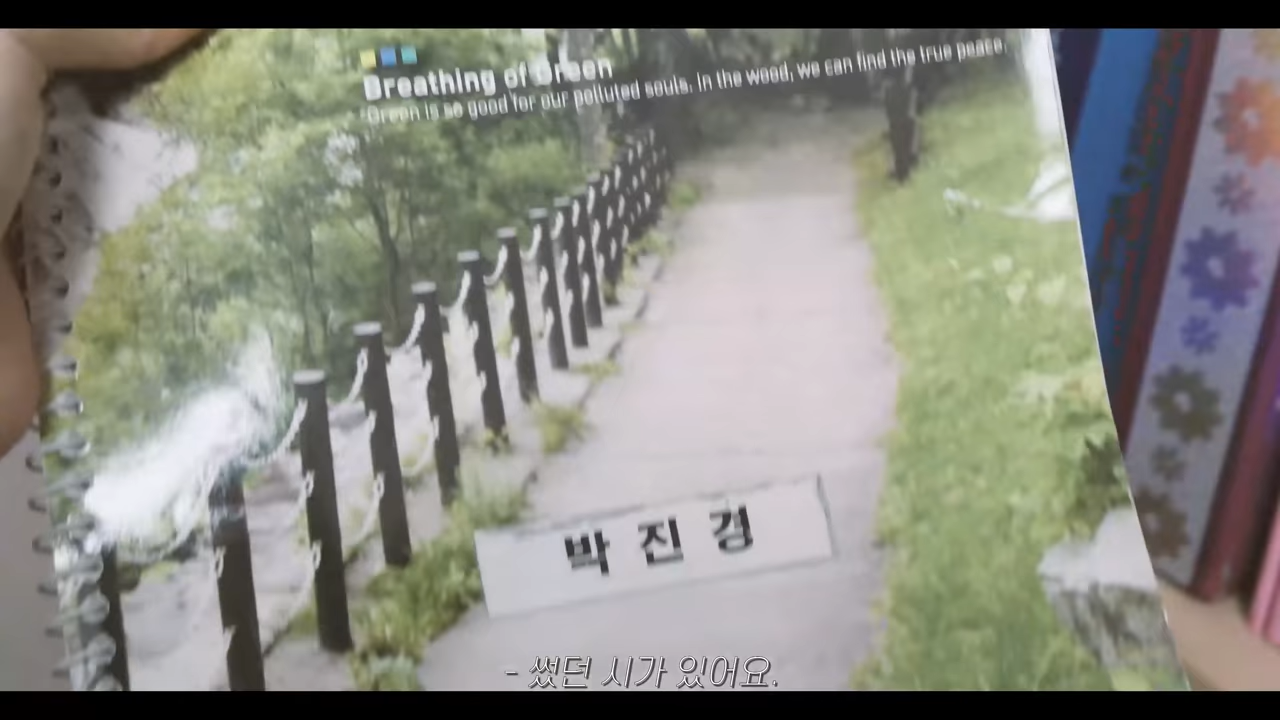 Breathing of Green
Green is so good for our polluted souls. In the wood, we can find the true peace.
박진경
- 썼던 시가 있어요.